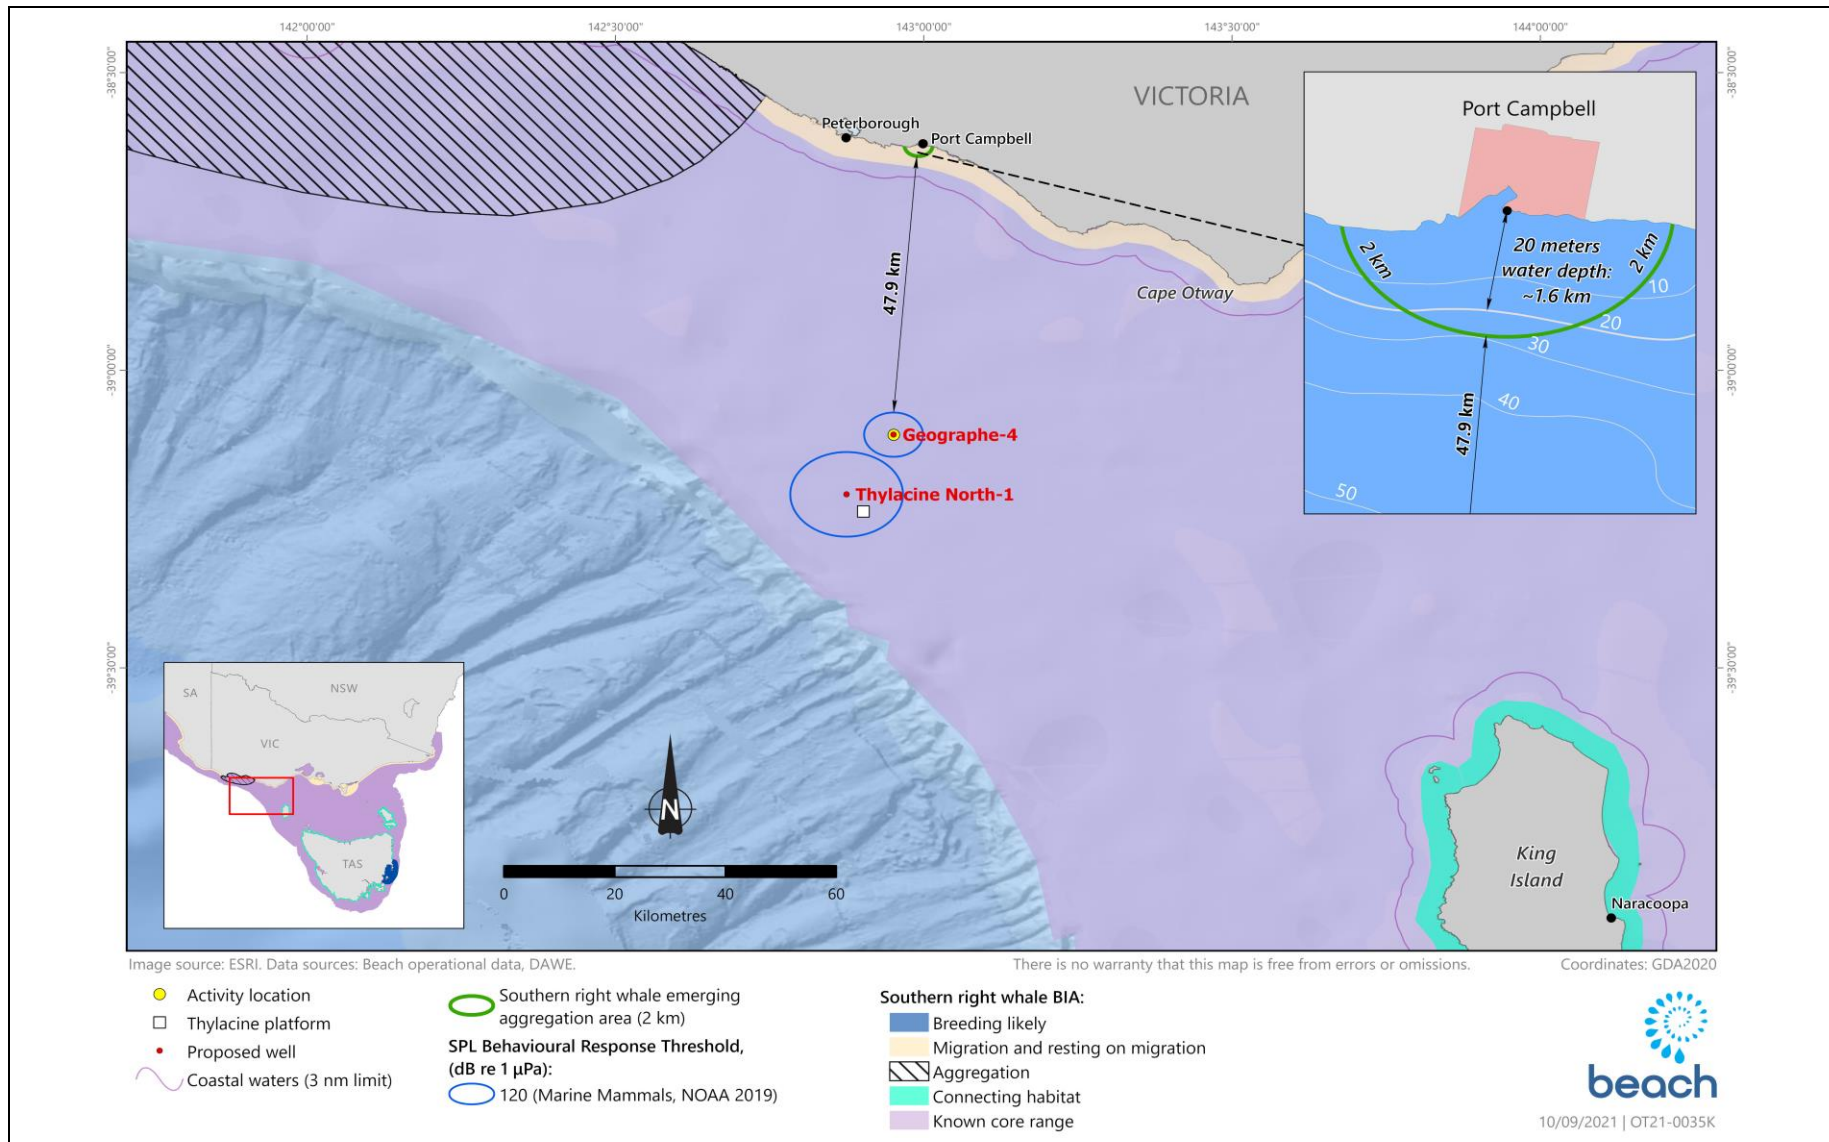 142°00'00"
142°30'00"
143°00'00"
143°30'00"
144°00'00"
-38°30'00"
-38°30'00"
VICTORIA
Peterborough
Port Campbell
Port Campbell
2 km
2 km
20 meters
water depth:
~1.6 km
10
20
30
40
50
47.9 km
47.9 km
Cape Otway
-39°00'00"
-39°00'00"
Geographe-4
Thylacine North-1
-39°30'00"
-39°30'00"
SA
NSW
VIC
TAS
N
0
20
40
60
Kilometres
King
Island
Naracoopa
Image source: ESRI. Data sources: Beach operational data, DAWE.
There is no warranty that this map is free from errors or omissions.
Coordinates: GDA2020
Activity location
Thylacine platform
Proposed well
Coastal waters (3 nm limit)
Southern right whale emerging
aggregation area (2 km)
SPL Behavioural Response Threshold,
(dB re 1 µPa):
120 (Marine Mammals, NOAA 2019)
Southern right whale BIA:
Breeding likely
Migration and resting on migration
Aggregation
Connecting habitat
Known core range
beach
10/09/2021 | OT21-0035K